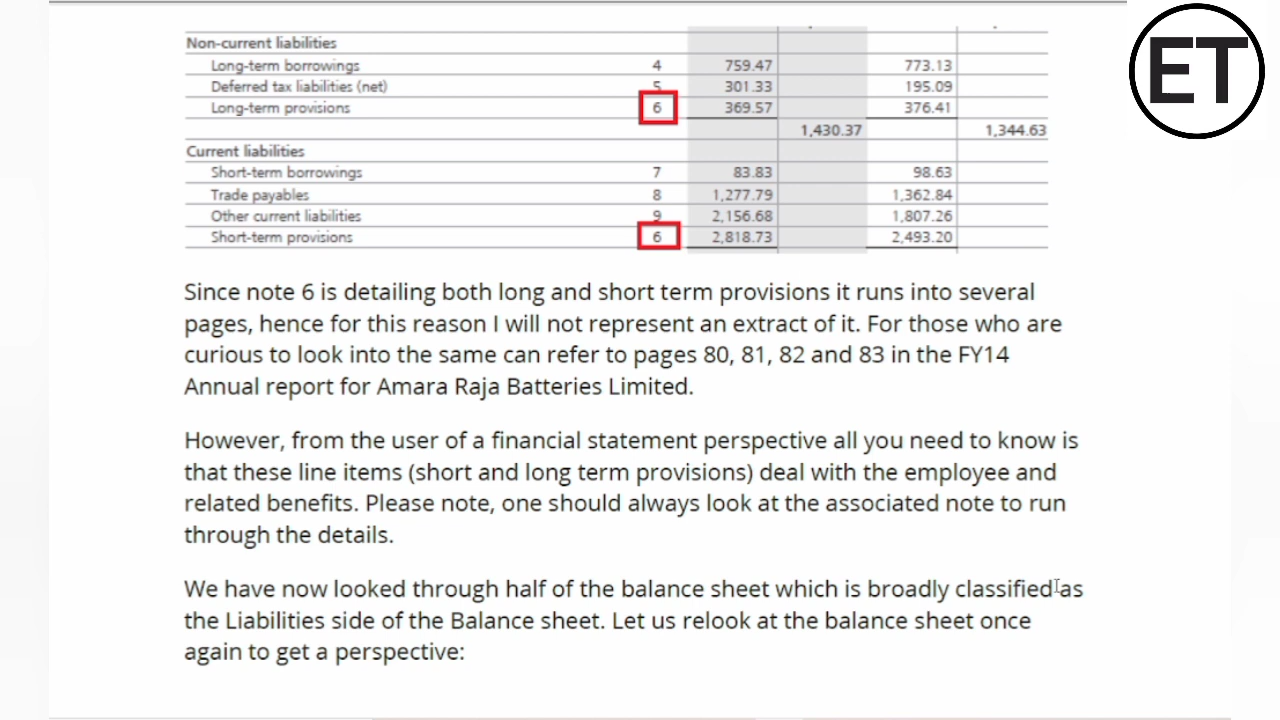 ET
Non-current liabilities
Long-term borrowings 4 759.47 773.13
Deferred tax liabilities (net) 5 301.33 195.09
Long-term provisions 6 369.57 376.41
1,430.37 1,344.63
Current liabilities
Short-term borrowings 7 83.83 98.63
Trade payables 8 1,277.79 1,362.84
Other current liabilities 9 2,156.68 1,807.26
Short-term provisions 6 2,818.73 2,493.20
Since note 6 is detailing both long and short term provisions it runs into several
pages, hence for this reason I will not represent an extract of it. For those who are
curious to look into the same can refer to pages 80, 81, 82 and 83 in the FY14
Annual report for Amara Raja Batteries Limited.
However, from the user of a financial statement perspective all you need to know is
that these line items (short and long term provisions) deal with the employee and
related benefits. Please note, one should always look at the associated note to run
through the details.
We have now looked through half of the balance sheet which is broadly classified as
the Liabilities side of the Balance sheet. Let us relook at the balance sheet once
again to get a perspective: